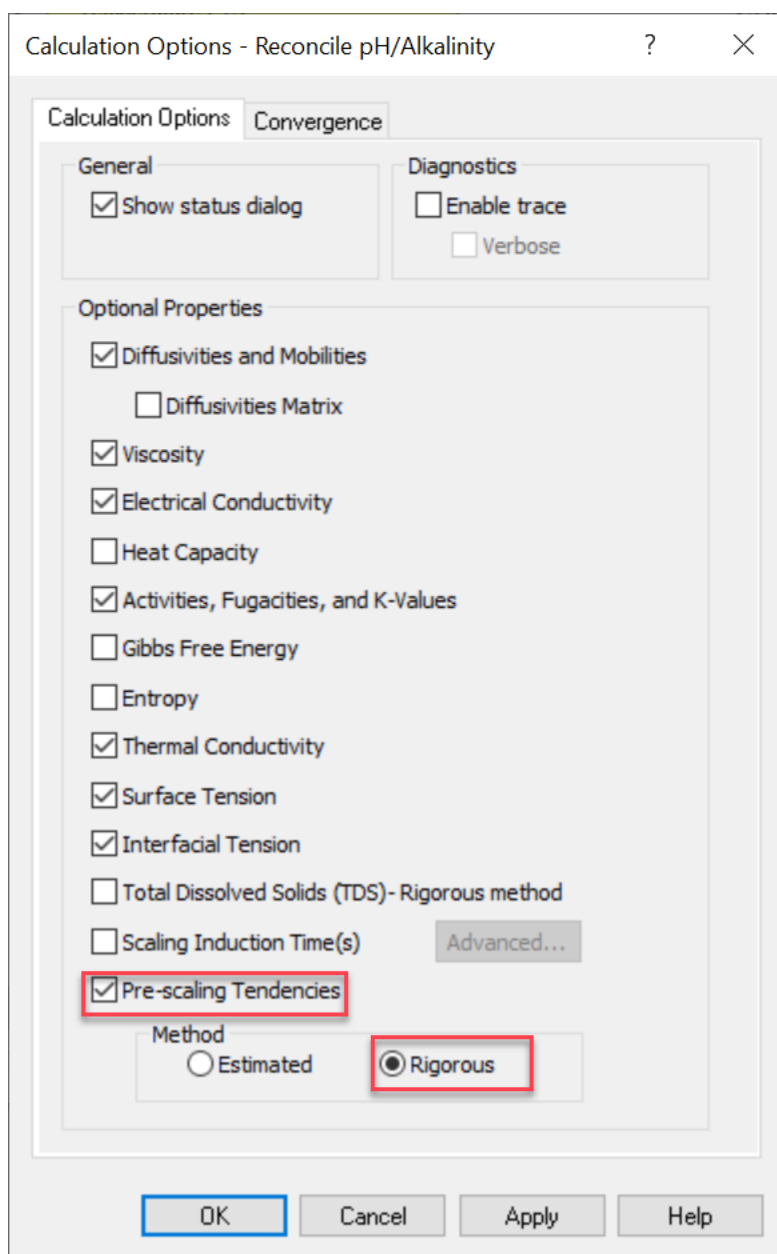 Calculation Options - Reconcile pH/Alkalinity ?
Calculation Options Convergence
General Diagnostics
Show status dialog Enable trace
Verbose
Optional Properties
Diffusivities and Mobilities
Diffusivities Matrix
Viscosity
Electrical Conductivity
Heat Capacity
Activities, Fugacities, and K-Values
Gibbs Free Energy
Entropy
Thermal Conductivity
Surface Tension
Interfacial Tension
Total Dissolved Solids (TDS)- Rigorous method
Scaling Induction Time(s) Advanced...
Pre-scaling Tendencies
Method
Estimated Rigorous
OK Cancel Apply Help